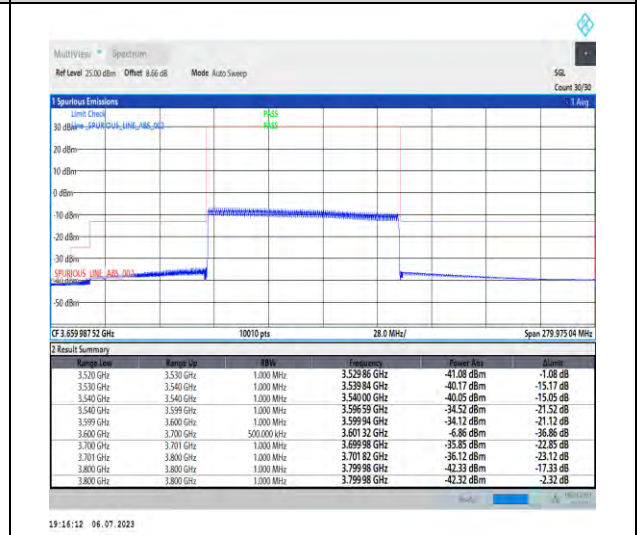 MultiView Spectrum
Ref Level 25.00 dBm Offset 8.66 dB Mode Auto Sweep SGL
Count 30/30
1 Spurious Emissions 1 Avg
Limit Check PASS
30 dBm Line _SPURIOUS_LINE_ABS_002 PASS
20 dBm
10 dBm
0 dBm
-10 dBm
-20 dBm
-30 dBm
SPURIOUS_LINE_ABS_002
-40 dBm
-50 dBm
CF 3.659 987 52 GHz 10010 pts 28.0 MHz/ Span 279.975 04 MHz
2 Result Summary
Range Low Range Up RBW Frequency Power Abs ΔLimit
3.520 GHz 3.530 GHz 1.000 MHz 3.529 86 GHz -41.08 dBm -1.08 dB
3.530 GHz 3.540 GHz 1.000 MHz 3.539 84 GHz -40.17 dBm -15.17 dB
3.540 GHz 3.540 GHz 1.000 MHz 3.540 00 GHz -40.05 dBm -15.05 dB
3.540 GHz 3.599 GHz 1.000 MHz 3.596 59 GHz -34.52 dBm -21.52 dB
3.599 GHz 3.600 GHz 1.000 MHz 3.599 94 GHz -34.12 dBm -21.12 dB
3.600 GHz 3.700 GHz 500.000 kHz 3.601 32 GHz -6.86 dBm -36.86 dB
3.700 GHz 3.701 GHz 1.000 MHz 3.699 98 GHz -35.85 dBm -22.85 dB
3.701 GHz 3.800 GHz 1.000 MHz 3.701 82 GHz -36.12 dBm -23.12 dB
3.800 GHz 3.800 GHz 1.000 MHz 3.799 98 GHz -42.33 dBm -17.33 dB
3.800 GHz 3.800 GHz 1.000 MHz 3.799 98 GHz -42.32 dBm -2.32 dB
19:16:12 06.07.2023